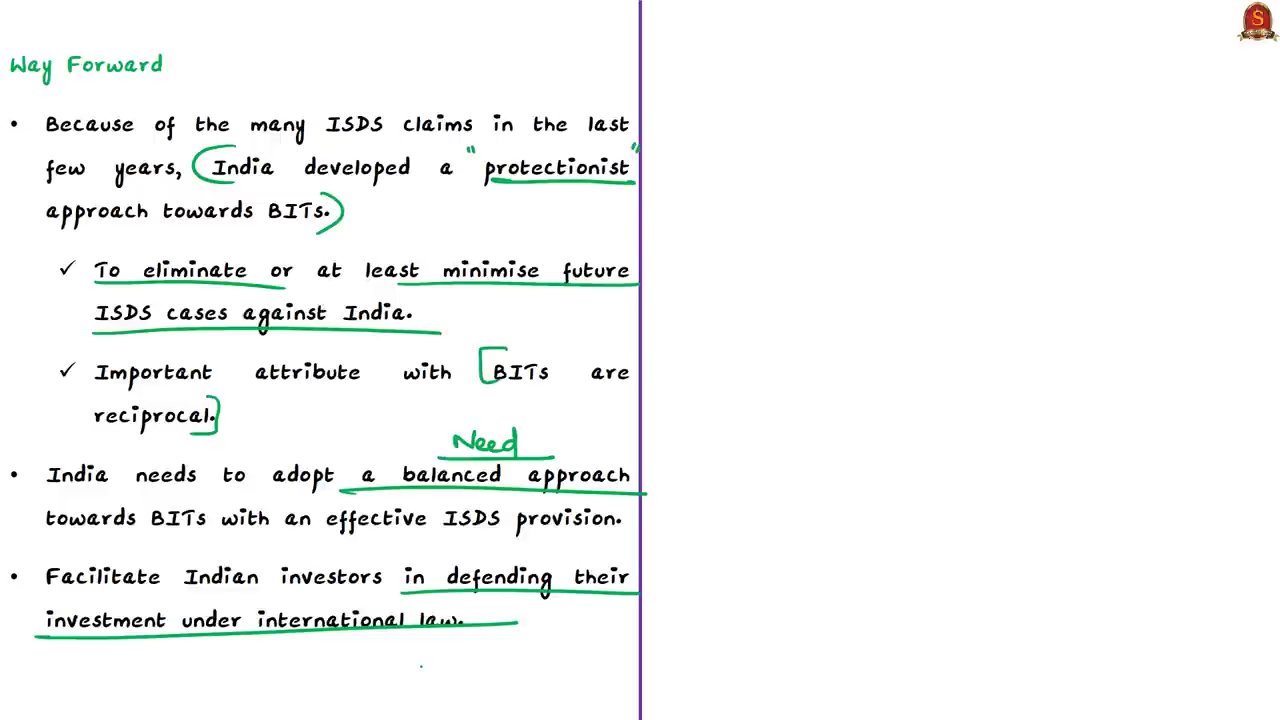 Way Forward
• Because of the many ISDS claims in the last
few years, (India developed a "protectionist"
approach towards BITs.)
✓ To eliminate or at least minimise future
ISDS cases against India.
✓ Important attribute with [BITs are
reciprocal.]
Need
• India needs to adopt a balanced approach
towards BITs with an effective ISDS provision.
• Facilitate Indian investors in defending their
investment under international law.
S